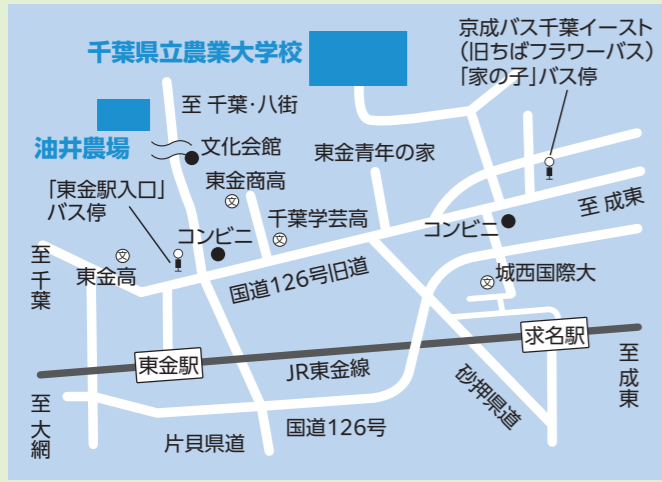 千葉県立農業大学校
京成バス千葉イースト
(旧ちばフラワーバス)
「家の子」バス停
至 千葉・八街
油井農場
文化会館
東金青年の家
東金商高
文
「東金駅入口」
バス停
千葉学芸高
文
コンビニ
コンビニ
至 成東
至千葉
文
東金高
国道126号旧道
文
城西国際大
東金駅
JR東金線
求名駅
至成東
至大網
片貝県道
国道126号
砂押県道